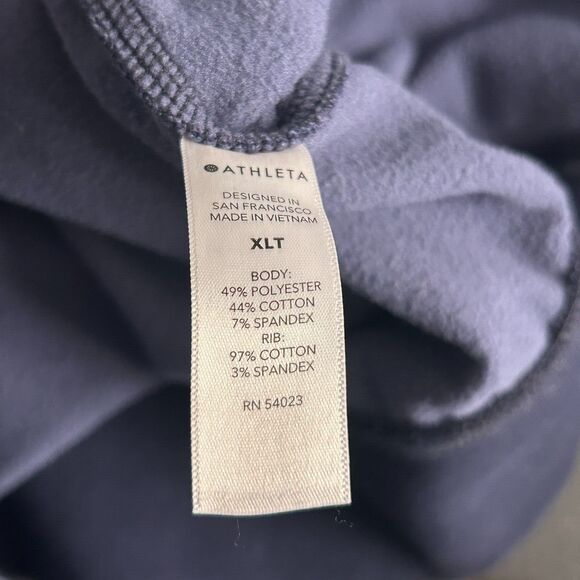 ATHLETA
DESIGNED IN
SAN FRANCISCO
MADE IN VIETNAM
XLT
BODY:
49% POLYESTER
44% COTTON
7% SPANDEX
RIB:
97% COTTON
3% SPANDEX
RN 54023